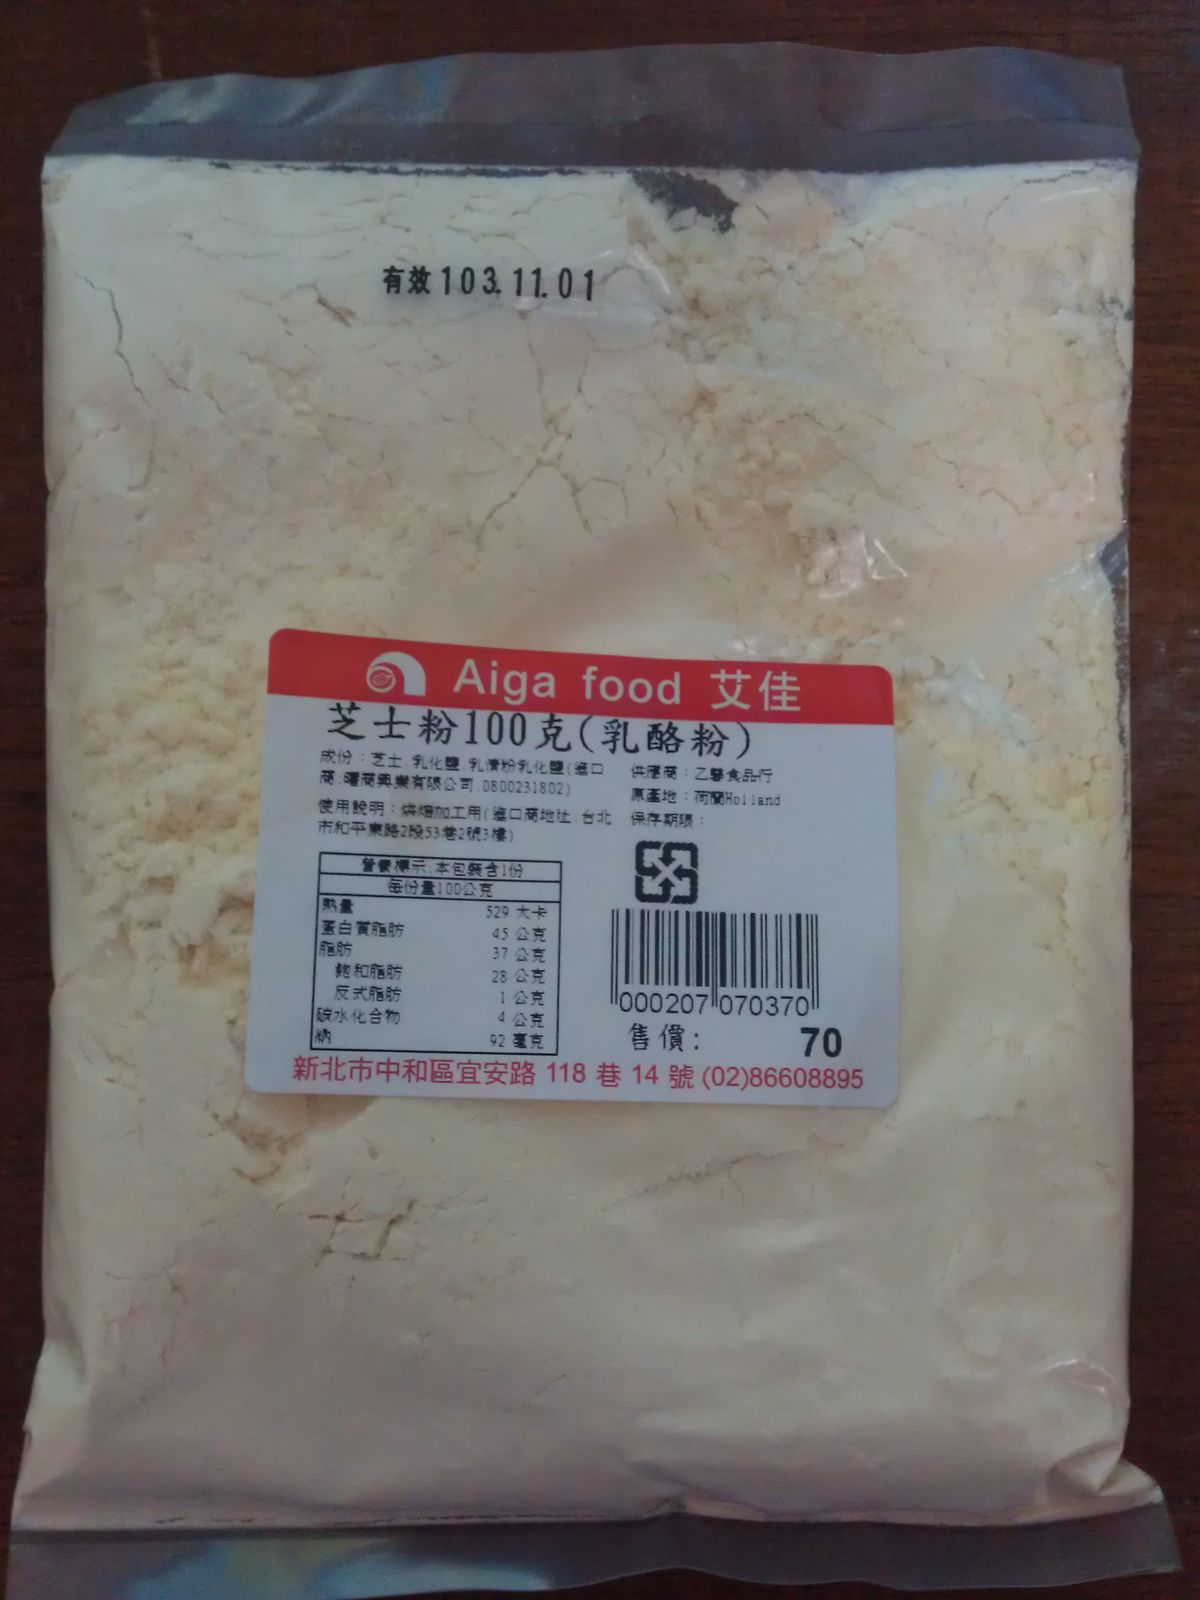 有效103.11.01
Aiga food 艾佳
芝士粉100克(乳酪粉)
成份：芝士.乳化鹽.乳清粉乳化鹽(進口
商.曙商興業有限公司.0800231802)
使用說明：烘焙加工用(進口商地址.台北
市和平東路2段53巷2號3樓)
供應商：乙馨食品行
原產地：荷蘭Holland
保存期限：
營養標示.本包裝含1份
每份量100公克
熱量 529 大卡
蛋白質脂肪 45 公克
脂肪 37 公克
飽和脂肪 28 公克
反式脂肪 1 公克
碳水化合物 4 公克
鈉 92 毫克
000207 070370
售價: 70
新北市中和區宜安路 118 巷 14 號 (02)86608895